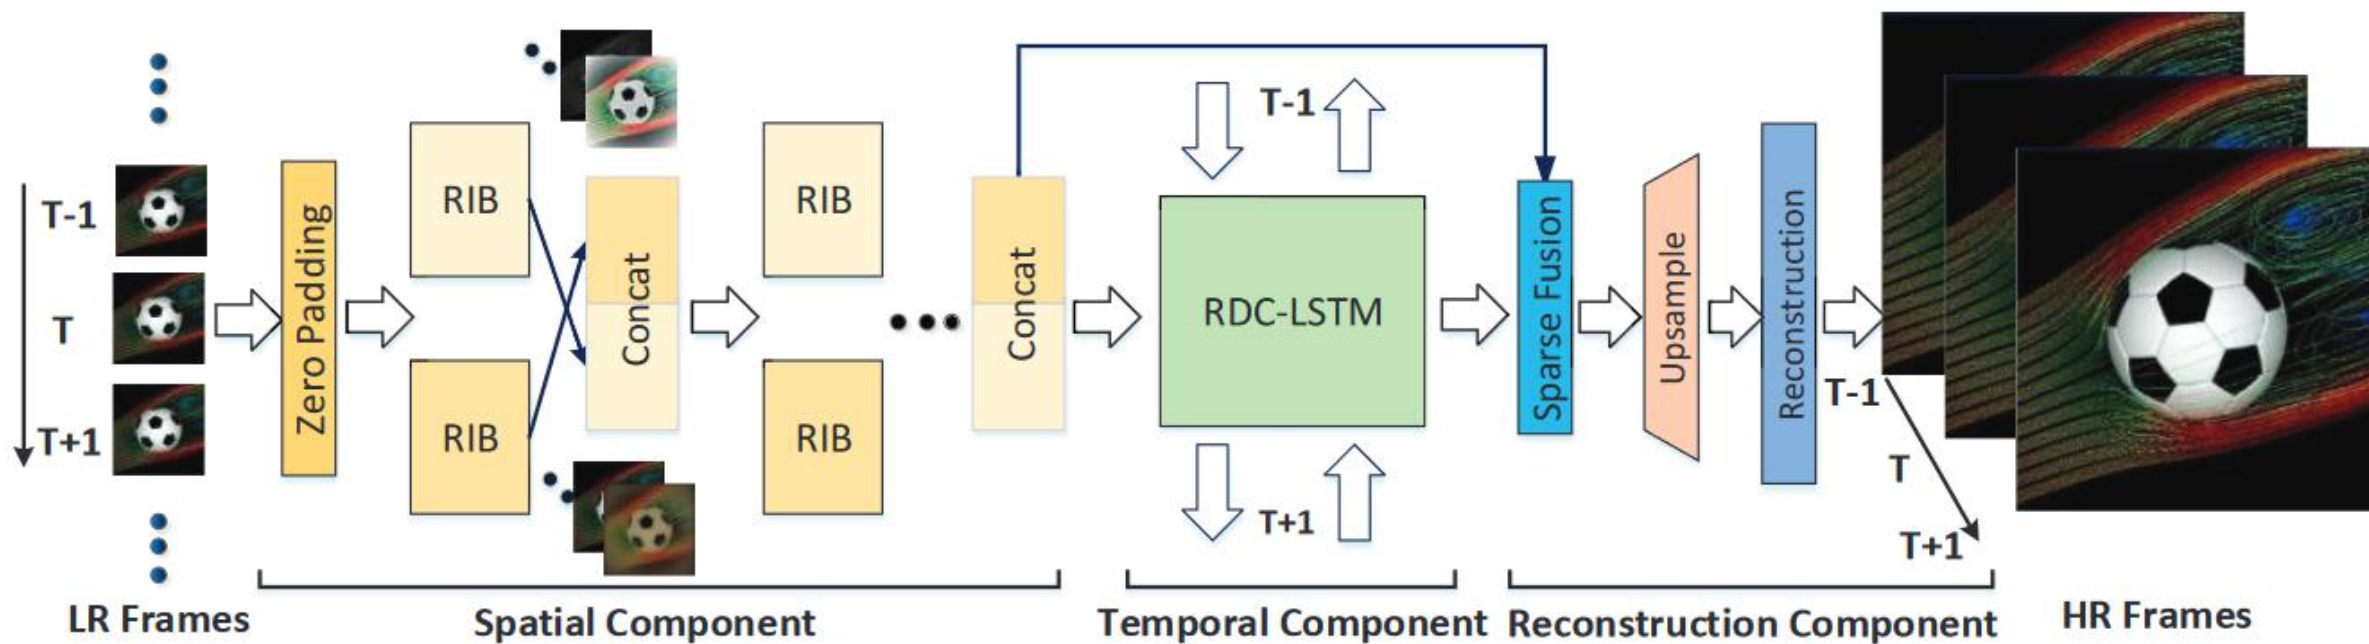 T-1
T
T+1
LR Frames
Zero Padding
RIB
RIB
Concat
RIB
RIB
Concat
Spatial Component
T-1
RDC-LSTM
T+1
Temporal Component
Sparse Fusion
Upsample
Reconstruction
Reconstruction Component
T-1
T
T+1
HR Frames